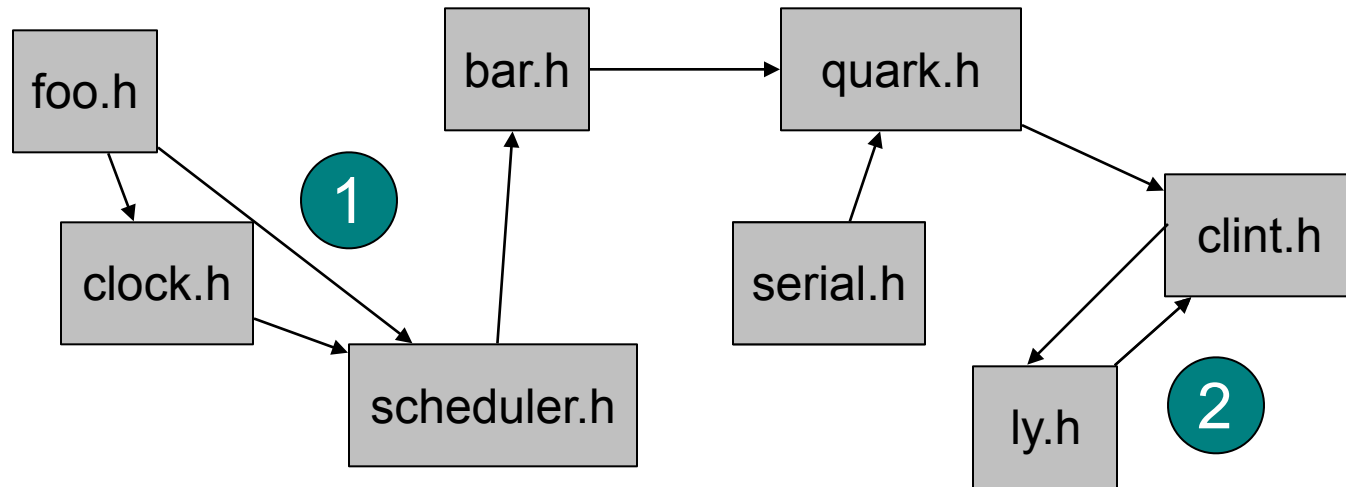 foo.h
bar.h
quark.h
1
clock.h
serial.h
clint.h
scheduler.h
ly.h
2